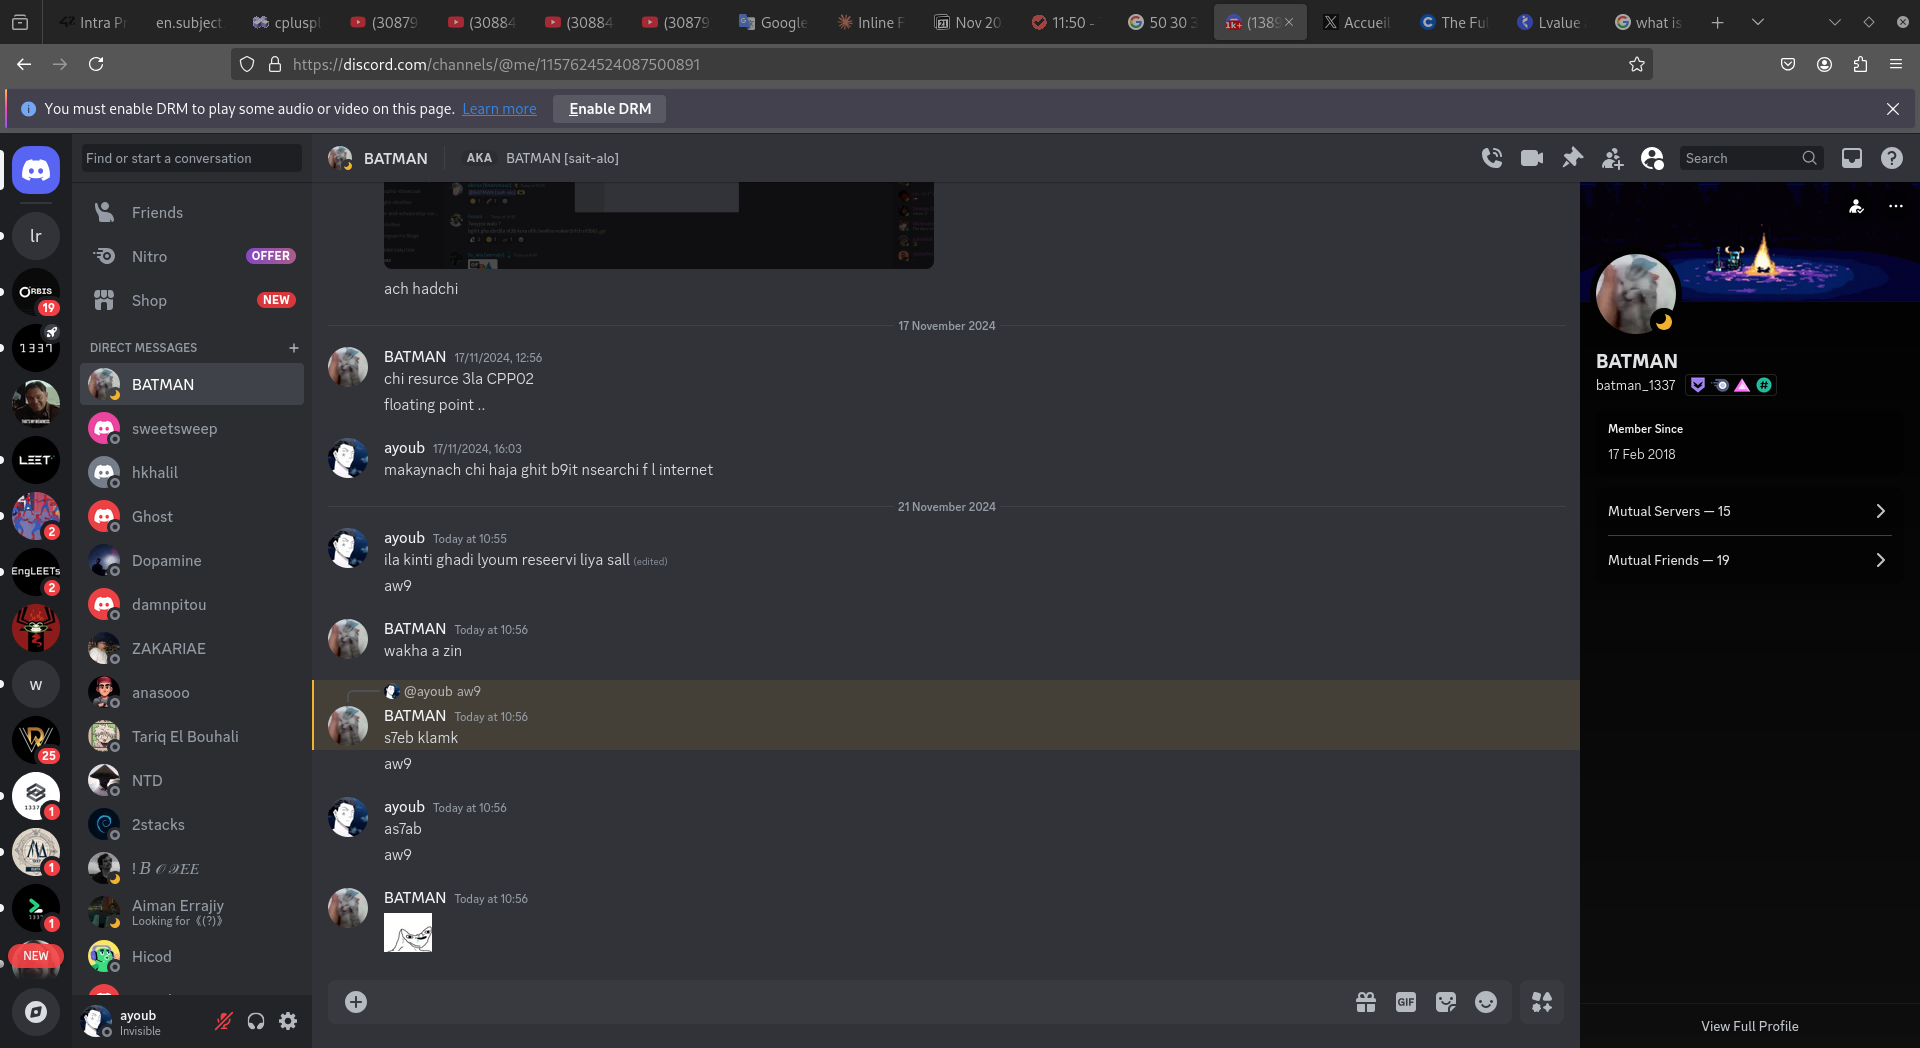 Intra Pr
en.subject
cpluspl
(30879
(30884
(30884
(30879
Google
Inline F
Nov 20
11:50 -
50 30 3
1k+
(1389
Accueil
The Ful
Lvalue
what is
https://discord.com/channels/@me/1157624524087500891
You must enable DRM to play some audio or video on this page. Learn more Enable DRM
Find or start a conversation
BATMAN AKA BATMAN [sait-alo]
Search
Friends
Nitro OFFER
Shop NEW
DIRECT MESSAGES
BATMAN
sweetsweep
hkhalil
Ghost
Dopamine
damnpitou
ZAKARIAE
anasooo
Tariq El Bouhali
NTD
2stacks
Aiman Errajiy
Looking for 《(?)》
Hicod
ayoub
Invisible
lr
ORBIS
19
1337
LEET
2
EngLEETs
2
w
25
1337
1
1
1
NEW
ach hadchi
17 November 2024
BATMAN 17/11/2024, 12:56
chi resurce 3la CPP02
floating point ..
ayoub 17/11/2024, 16:03
makaynach chi haja ghit b9it nsearchi f l internet
21 November 2024
ayoub Today at 10:55
ila kinti ghadi lyoum reseervi liya sall (edited)
aw9
BATMAN Today at 10:56
wakha a zin
@ayoub aw9
BATMAN Today at 10:56
s7eb klamk
aw9
ayoub Today at 10:56
as7ab
aw9
BATMAN Today at 10:56
GIF
BATMAN
batman_1337
Member Since
17 Feb 2018
Mutual Servers — 15
Mutual Friends — 19
View Full Profile